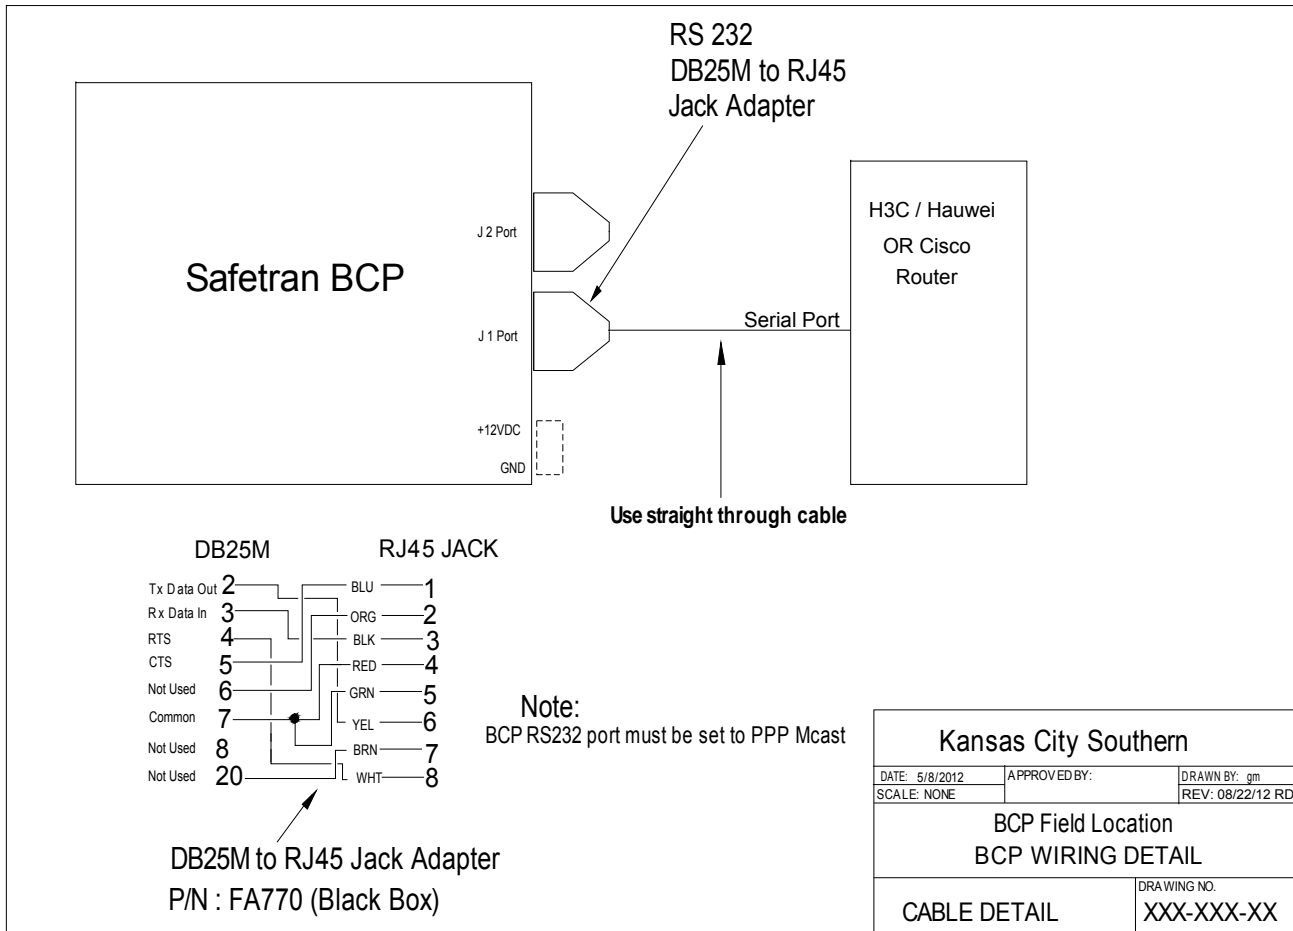 RS 232
DB25M to RJ45
Jack Adapter
H3C / Hauwei
OR Cisco
Router
J 2 Port
Safetran BCP
Serial Port
J 1 Port
+12VDC
GND
Use straight through cable
DB25M RJ45 JACK
Tx Data Out 2 BLU 1
Rx Data In 3 ORG 2
RTS 4 BLK 3
CTS 5 RED 4
Not Used 6 GRN 5
Common 7 YEL 6
Not Used 8 BRN 7
Not Used 20 WHT 8
Note:
BCP RS232 port must be set to PPP Mcast
DB25M to RJ45 Jack Adapter
P/N : FA770 (Black Box)
Kansas City Southern
DATE: 5/8/2012 APPROVED BY: DRAWN BY: gm
SCALE: NONE REV: 08/22/12 RD
BCP Field Location
BCP WIRING DETAIL
CABLE DETAIL
DRAWING NO.
XXX-XXX-XX